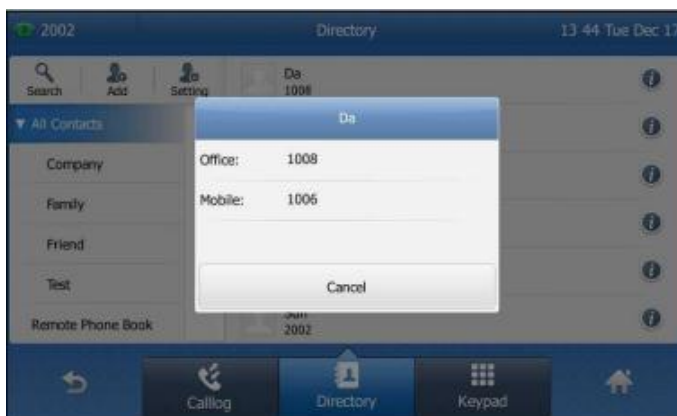 2002 Directory 13 44 Tue Dec 17
Search Add Setting
Da
1008
All Contacts
Company
Family
Friend
Test
Remote Phone Book
Da
Office: 1008
Mobile: 1006
Cancel
2002
Calllog Directory Keypad